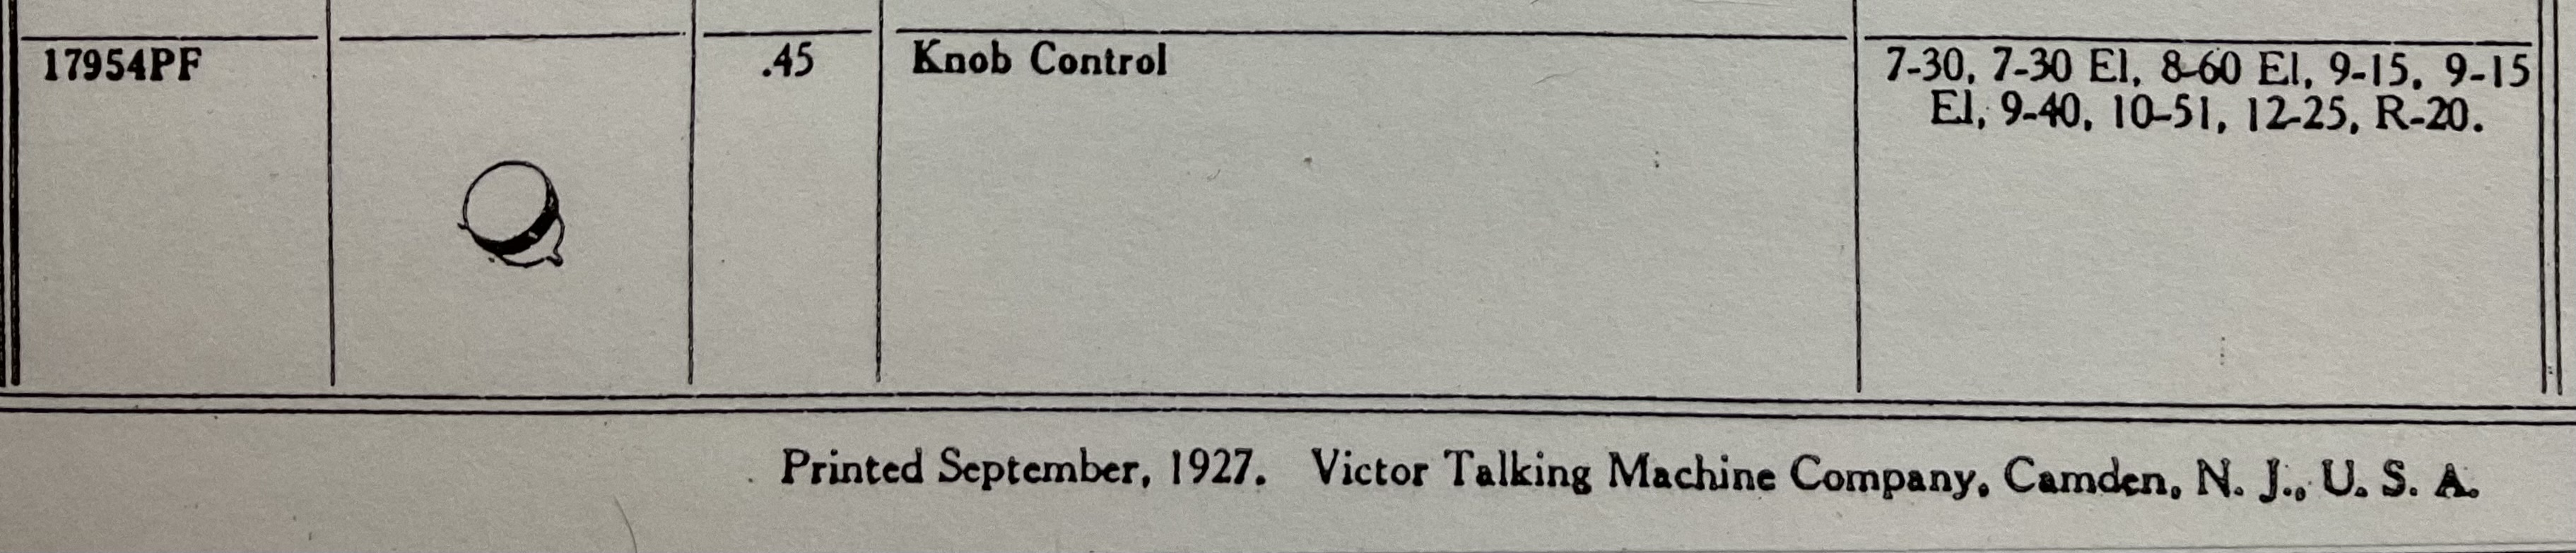 17954PF .45 Knob Control 7-30, 7-30 El, 8-60 El, 9-15, 9-15
El, 9-40, 10-51, 12-25, R-20.
Printed September, 1927. Victor Talking Machine Company, Camden, N. J., U. S. A.